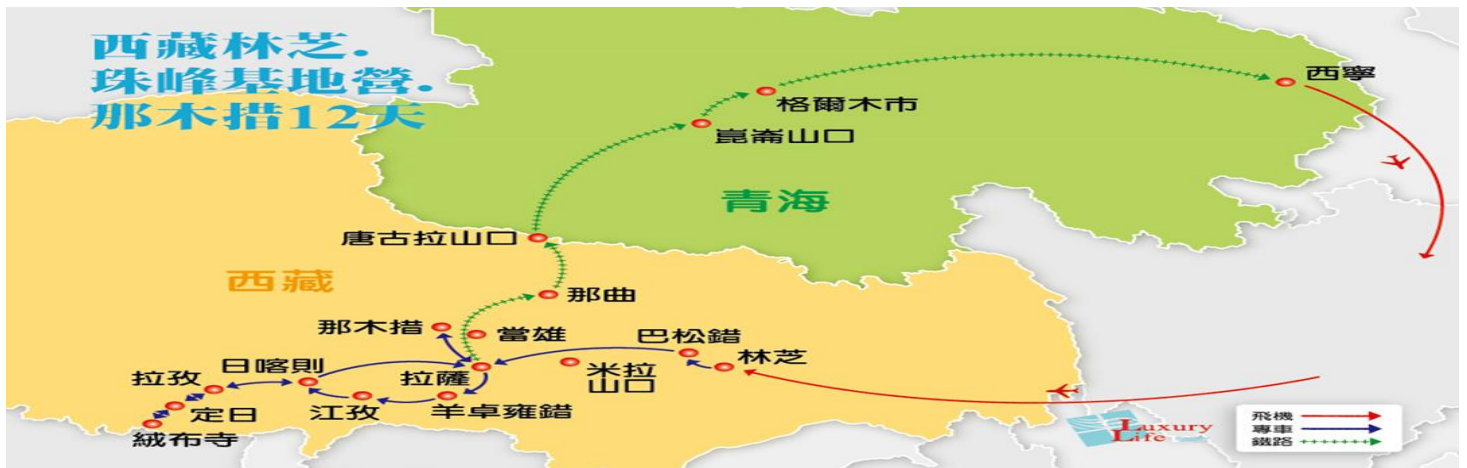 西藏林芝.
珠峰基地營.
那木措12天
西寧
格爾木市
崑崙山口
青海
唐古拉山口
西藏
那曲
那木措
當雄
巴松錯
林芝
日喀則
拉薩
米拉
山口
拉孜
定日
江孜
羊卓雍錯
絨布寺
Luxury
Life
飛機
專車
鐵路